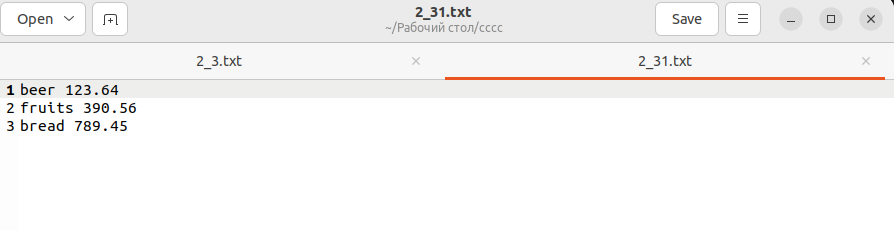 Open
2_31.txt
~/Рабочий стол/сссс
Save
2_3.txt
2_31.txt
1 beer 123.64
2 fruits 390.56
3 bread 789.45